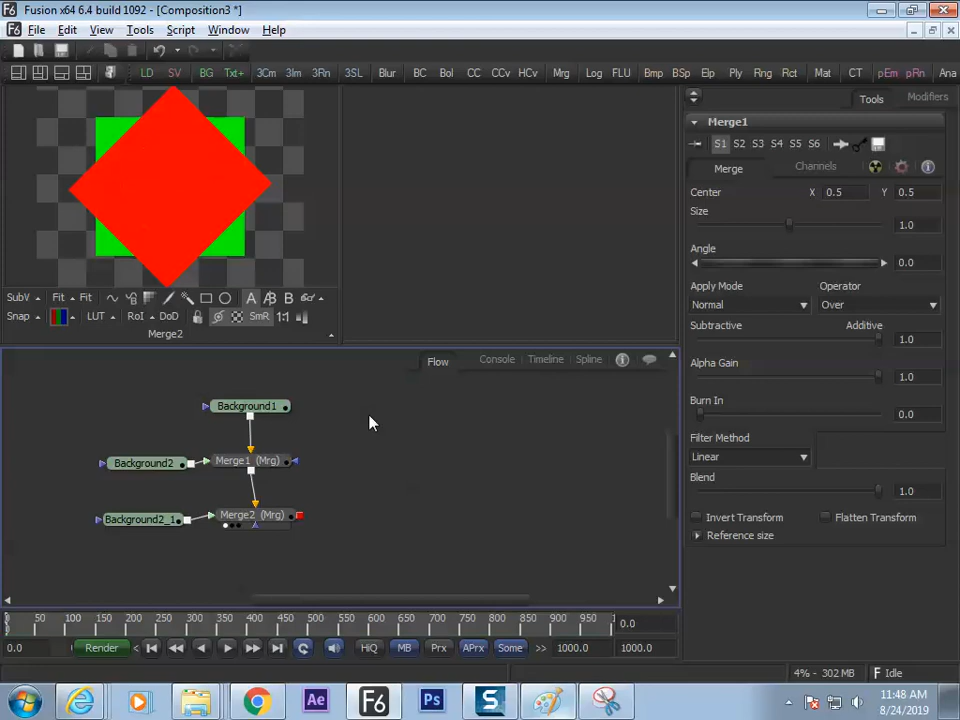 Fusion x64 6.4 build 1092 - [Composition3 *]
File Edit View Tools Script Window Help
LD SV BG Txt+ 3Cm 3Im 3Rn 3SL Blur BC Bol CC CCv HCv Mrg Log FLU Bmp BSp Elp Ply Rng Rct Mat CT pEm pRn Ana
Tools Modifiers
Merge1
S1 S2 S3 S4 S5 S6
Merge Channels
Center X 0.5 Y 0.5
Size
1.0
Angle
0.0
Apply Mode Operator
Normal Over
Subtractive Additive
1.0
Alpha Gain
1.0
Burn In
0.0
Filter Method
Linear
Blend
1.0
Invert Transform Flatten Transform
Reference size
SubV Fit Fit A B
Snap LUT RoI DoD SmR 1:1
Merge2
Flow Console Timeline Spline
Background1
Background2 Merge1 (Mrg)
Background2_1 Merge2 (Mrg)
0 50 100 150 200 250 300 350 400 450 500 550 600 650 700 750 800 850 900 950 0.0
0.0 Render HiQ MB Prx APrx Some >> 1000.0 1000.0
4% - 302 MB Idle
Ae F6 Ps S
11:48 AM
8/24/2019